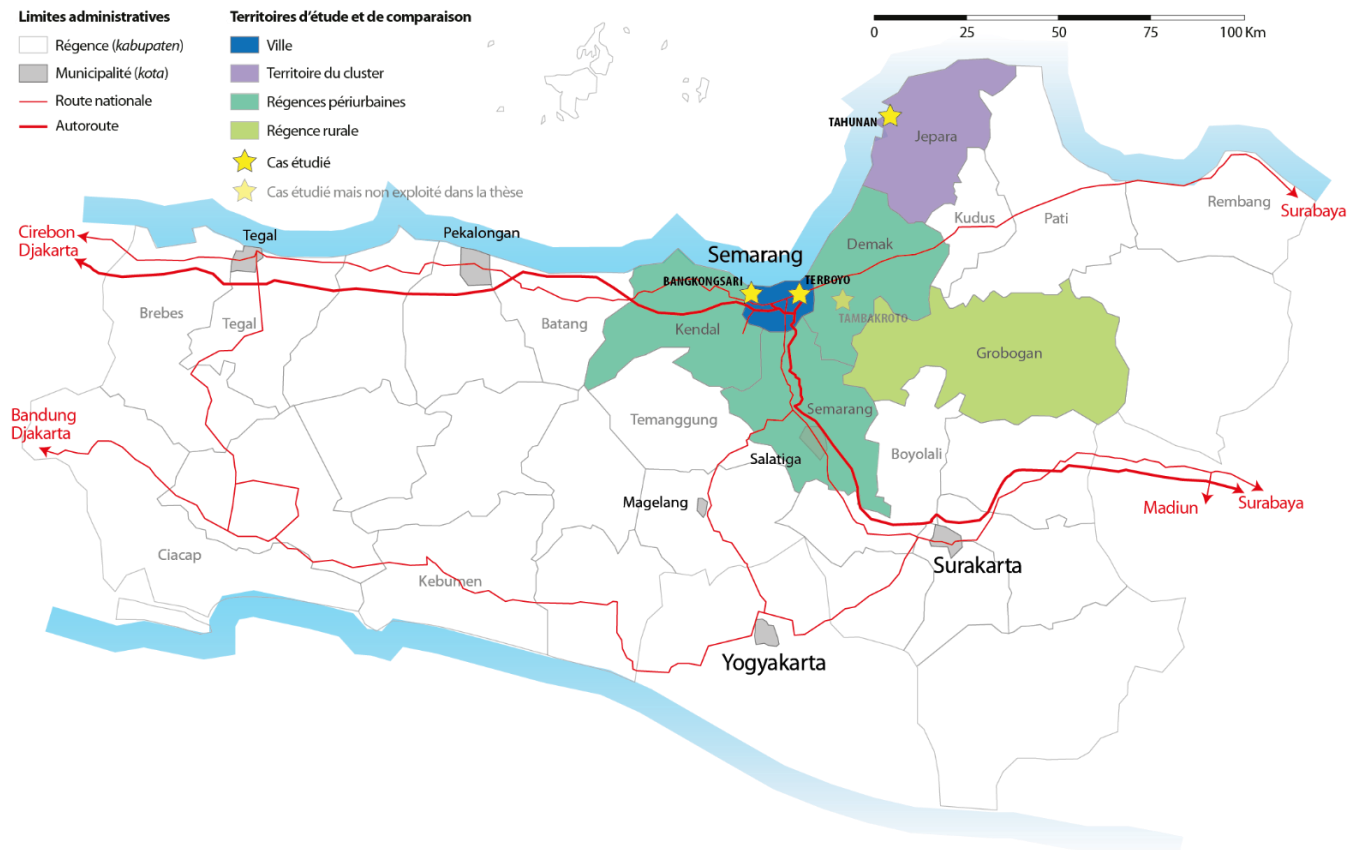 Limites administratives
Régence (kabupaten)
Municipalité (kota)
Route nationale
Autoroute
Territoires d'étude et de comparaison
Ville
Territoire du cluster
Régences périurbaines
Régence rurale
Cas étudié
Cas étudié mais non exploité dans la thèse
0
25
50
75
100 Km
TAHUNAN
Jepara
Kudus
Pati
Rembang
Surabaya
Cirebon
Djakarta
Tegal
Pekalongan
Semarang
Demak
BANGKONGSARI
TERBOYO
TAMBAKROTO
Brebes
Tegal
Batang
Kendal
Grobogan
Bandung
Djakarta
Temanggung
Semarang
Boyolali
Salatiga
Magelang
Madiun
Surabaya
Ciacap
Kebumen
Surakarta
Yogyakarta